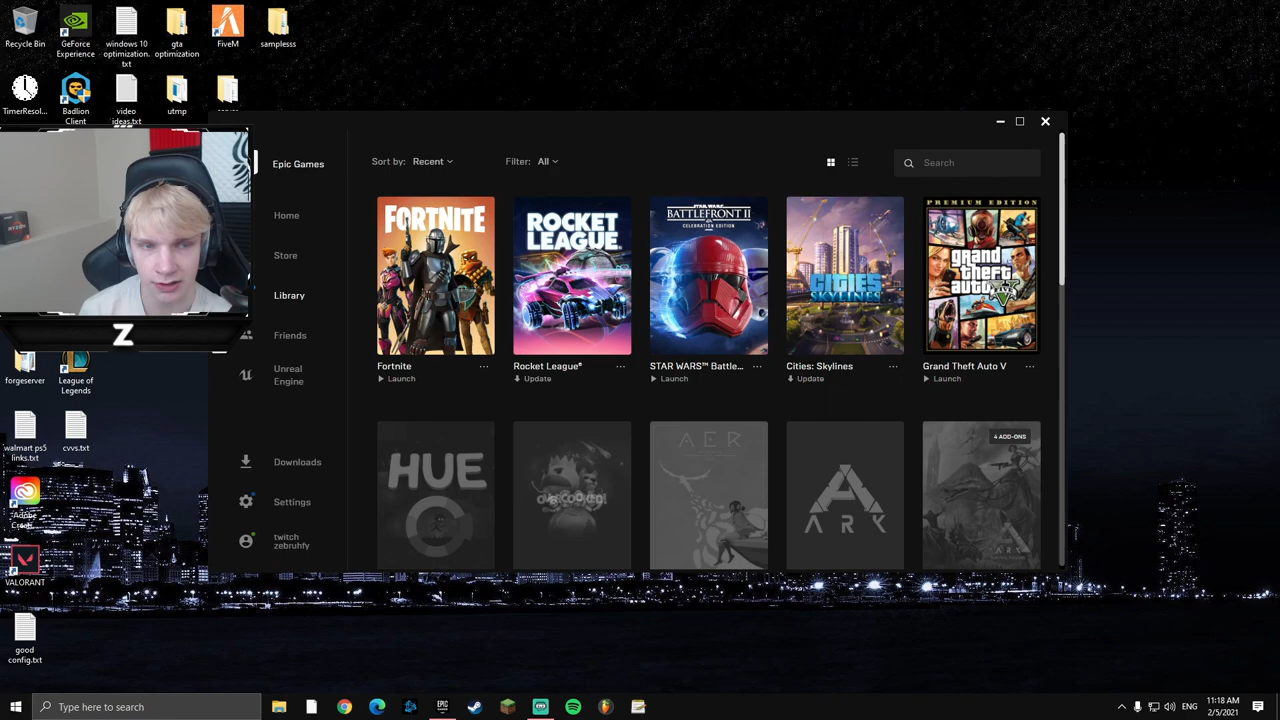 Recycle Bin
GeForce
Experience
windows 10
optimization.
txt
gta
optimization
FiveM
samplesss
TimerResol...
Badlion
Client
video
ideas.txt
utmp
Epic Games
Home
Store
Library
Friends
Unreal
Engine
Downloads
Settings
twitch
zebruhfy
Sort by: Recent
Filter: All
Search
FORTNITE
Fortnite
Launch
ROCKET
LEAGUE
Rocket League®
Update
STAR WARS
BATTLEFRONT II
CELEBRATION EDITION
STAR WARS™ Battle...
Launch
CITIES
SKYLINES
Cities: Skylines
Update
PREMIUM EDITION
grand
theft
auto V
Grand Theft Auto V
Launch
HUE
OVERCOOKED!
AER
ARK
4 ADD-ONS
ARK
Z
forgeserver
League of
Legends
walmart ps5
links.txt
cvvs.txt
VALORANT
good
config.txt
Type here to search
EPIC
GAMES
ENG
11:18 AM
2/5/2021